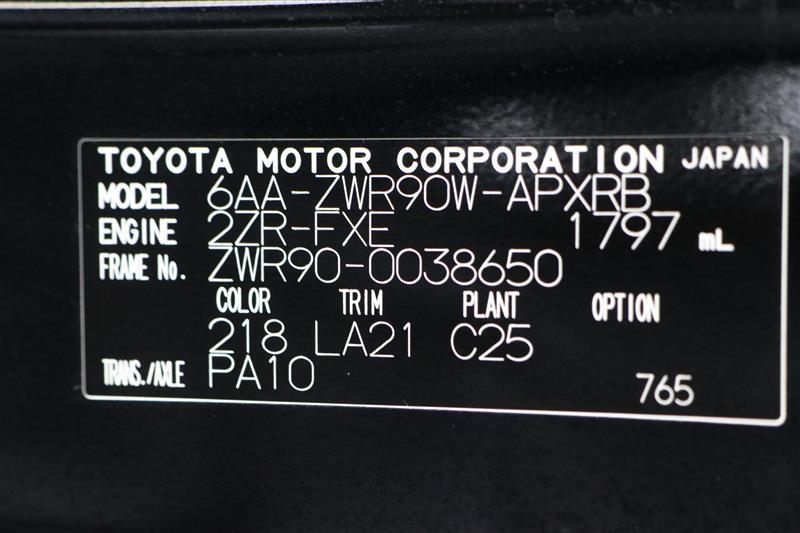 TOYOTA MOTOR CORPORATION JAPAN
MODEL 6AA-ZWR90W-APXRB
ENGINE 2ZR-FXE 1797 mL
FRAME No. ZWR90-0038650
COLOR TRIM PLANT OPTION
218 LA21 C25
TRANS./AXLE PA10 765